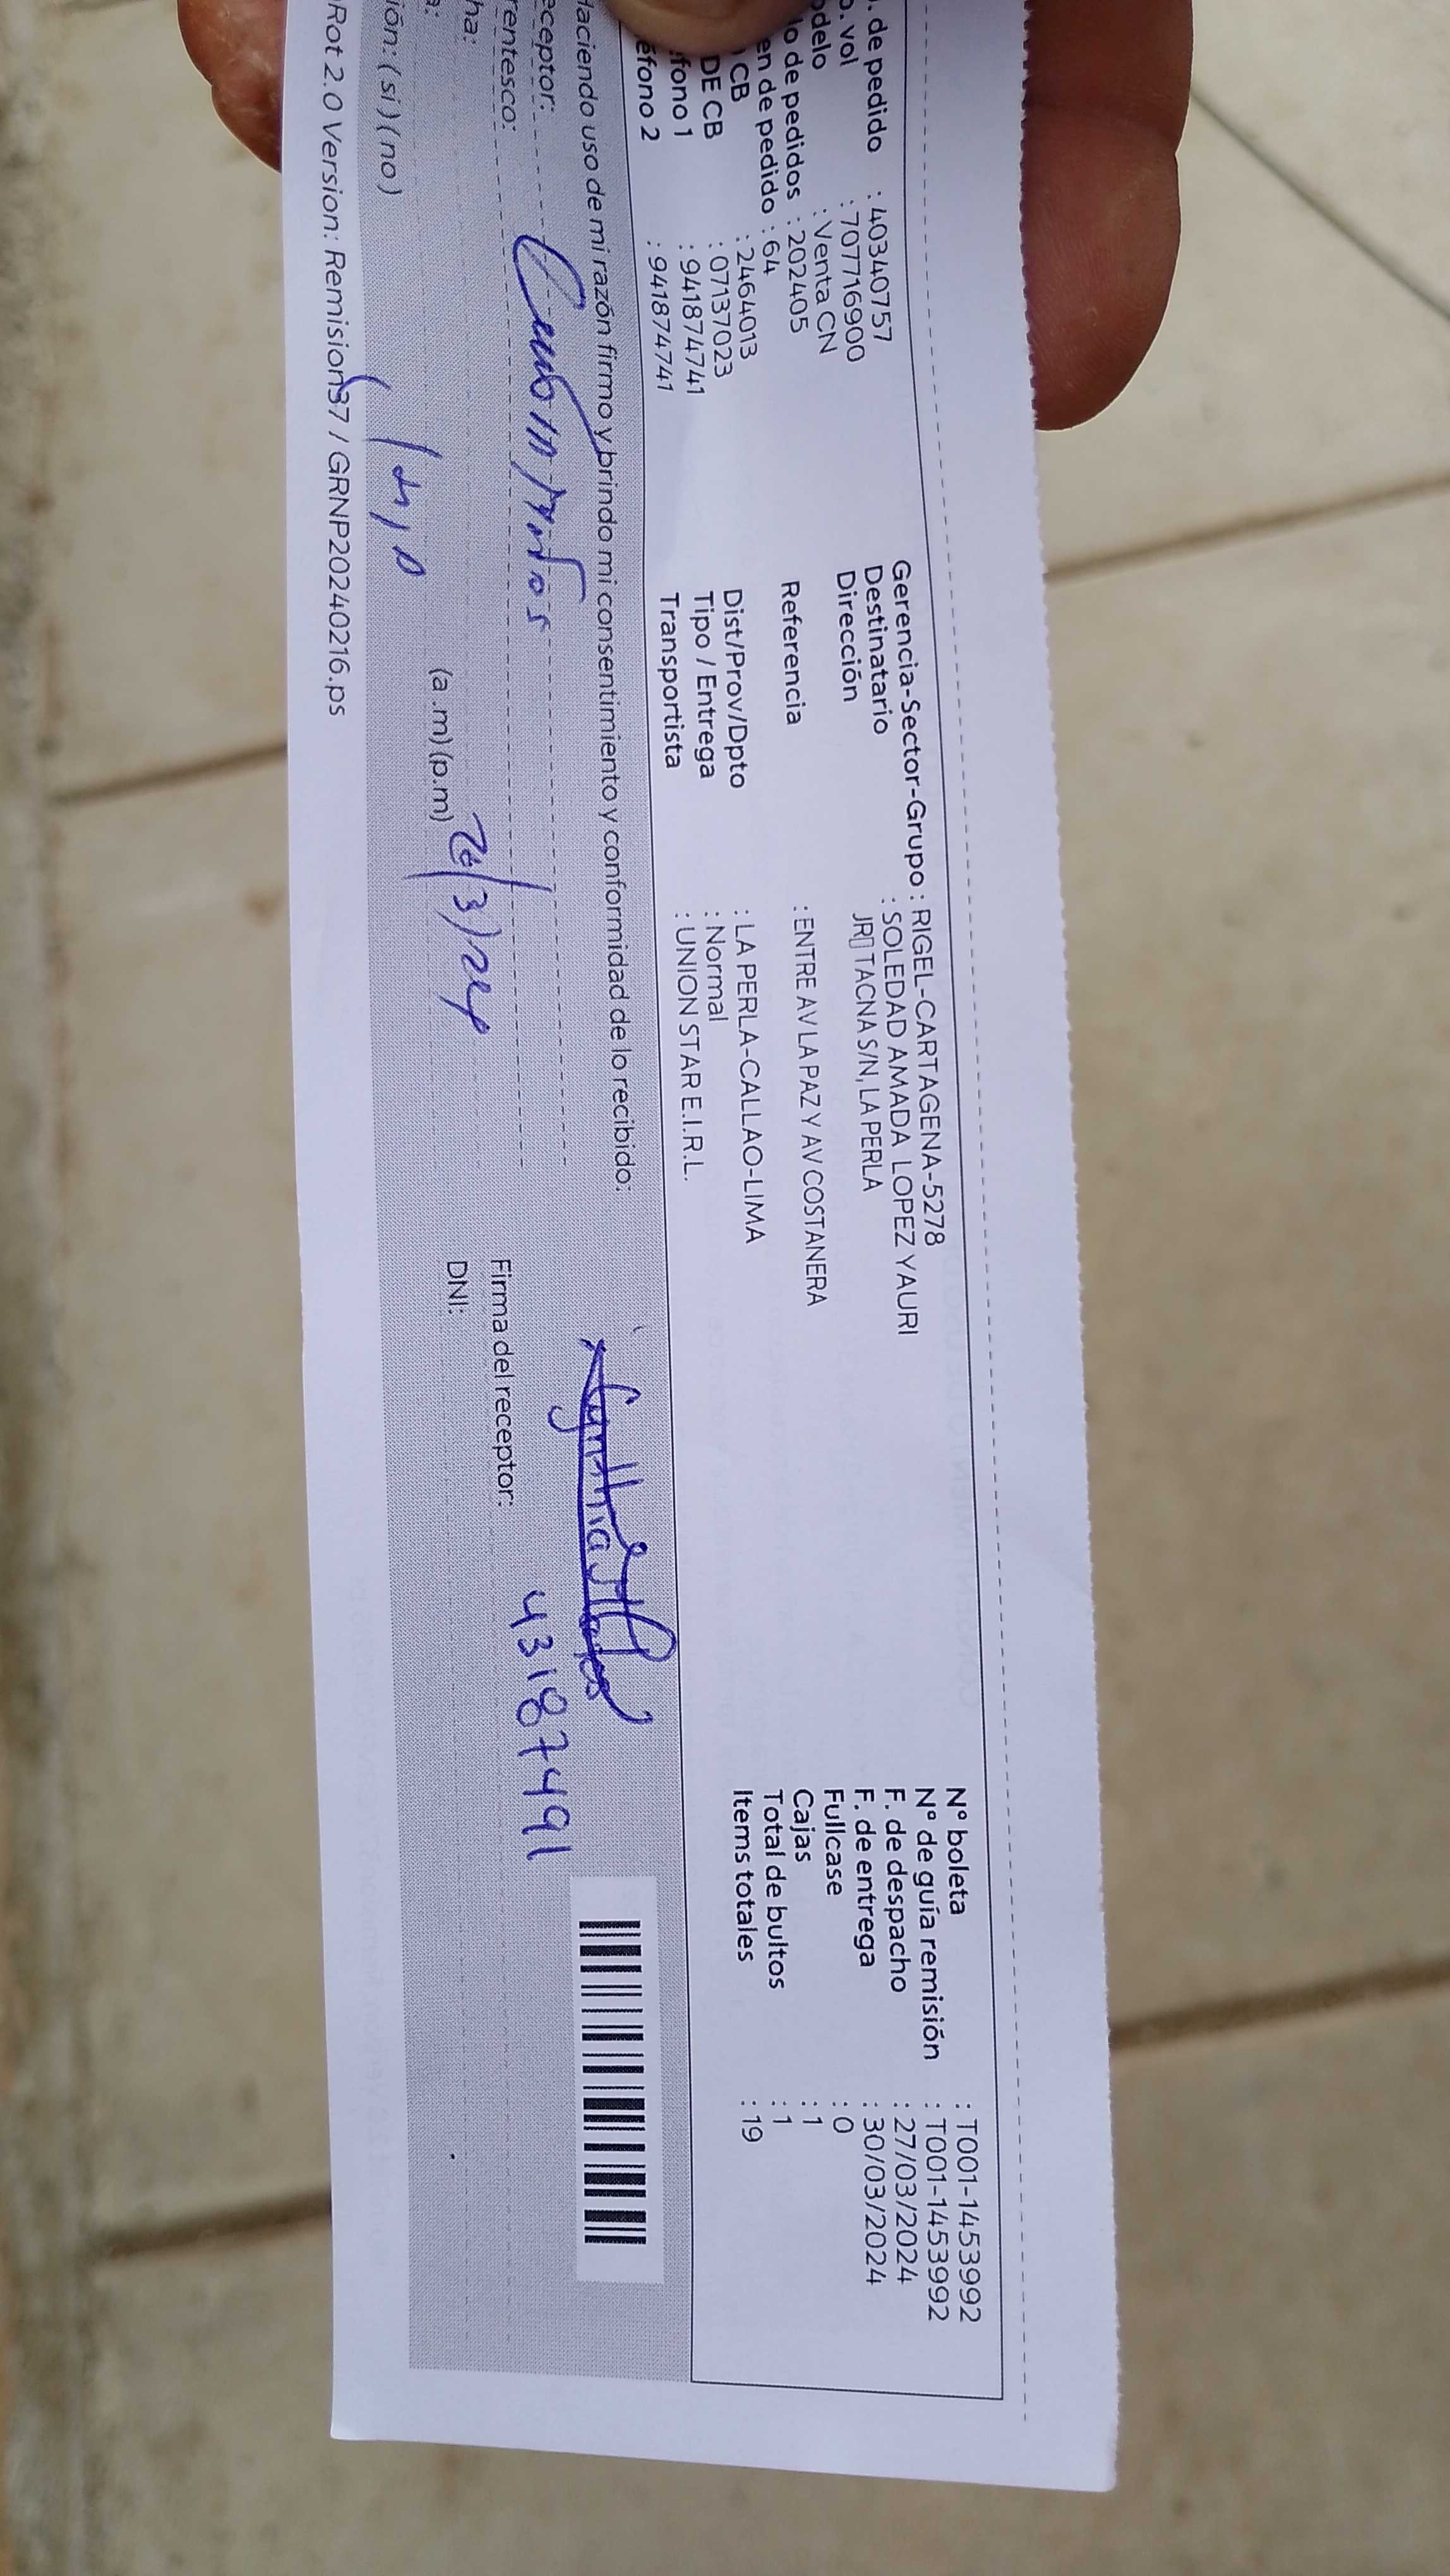 . de pedido : 40340757
o. vol : 707716900
odelo : Venta CN
lo de pedidos : 202405
en de pedido : 64
CB : 2464013
DE CB : 07137023
fono 1 : 941874741
éfono 2 : 941874741
Gerencia-Sector-Grupo : RIGEL-CARTAGENA-5278
Destinatario : SOLEDAD AMADA LOPEZ YAURI
Dirección JR▯ TACNA S/N, LA PERLA
Referencia : ENTRE AV LA PAZ Y AV COSTANERA
Dist/Prov/Dpto : LA PERLA-CALLAO-LIMA
Tipo / Entrega : Normal
Transportista : UNION STAR E.I.R.L.
N° boleta : T001-1453992
N° de guía remisión : T001-1453992
F. de despacho : 27/03/2024
F. de entrega : 30/03/2024
Fullcase : 0
Cajas : 1
Total de bultos : 1
Items totales : 19
Haciendo uso de mi razón firmo y brindo mi consentimiento y conformidad de lo recibido:
eceptor:
rentesco:
ha:
a: (a.m) (p.m)
ión: (si) (no)
Firma del receptor:
DNI: 43187491
Rot 2.0 Version: Remision37 / GRNP20240216.ps